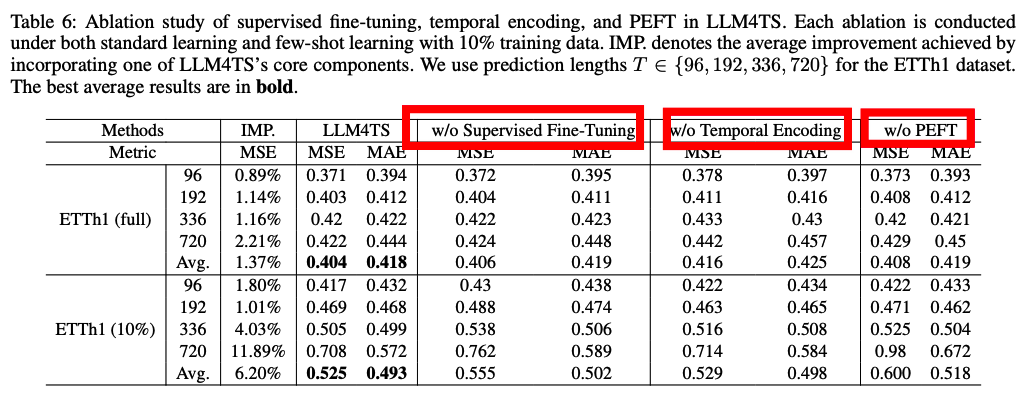 Table 6: Ablation study of supervised fine-tuning, temporal encoding, and PEFT in LLM4TS. Each ablation is conducted
under both standard learning and few-shot learning with 10% training data. IMP. denotes the average improvement achieved by
incorporating one of LLM4TS's core components. We use prediction lengths T ∈ {96, 192, 336, 720} for the ETTh1 dataset.
The best average results are in bold.
Methods IMP. LLM4TS w/o Supervised Fine-Tuning w/o Temporal Encoding w/o PEFT
Metric MSE MSE MAE MSE MAE MSE MAE MSE MAE
96 0.89% 0.371 0.394 0.372 0.395 0.378 0.397 0.373 0.393
192 1.14% 0.403 0.412 0.404 0.411 0.411 0.416 0.408 0.412
ETTh1 (full) 336 1.16% 0.42 0.422 0.422 0.423 0.433 0.43 0.42 0.421
720 2.21% 0.422 0.444 0.424 0.448 0.442 0.457 0.429 0.45
Avg. 1.37% 0.404 0.418 0.406 0.419 0.416 0.425 0.408 0.419
96 1.80% 0.417 0.432 0.43 0.438 0.422 0.434 0.422 0.433
192 1.01% 0.469 0.468 0.488 0.474 0.463 0.465 0.471 0.462
ETTh1 (10%) 336 4.03% 0.505 0.499 0.538 0.506 0.516 0.508 0.525 0.504
720 11.89% 0.708 0.572 0.762 0.589 0.714 0.584 0.98 0.672
Avg. 6.20% 0.525 0.493 0.555 0.502 0.529 0.498 0.600 0.518